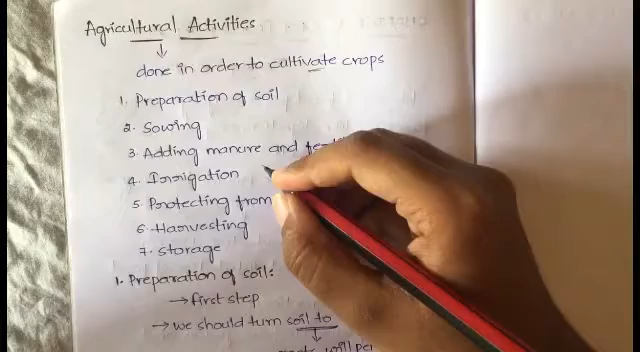 Agricultural Activities
done in order to cultivate crops
1. Preparation of soil
2. Sowing
3. Adding manure and
4. Irrigation
5. Protecting from
6. Harvesting
7. Storage
1. Preparation of soil:
→ first step
→ we should turn soil to